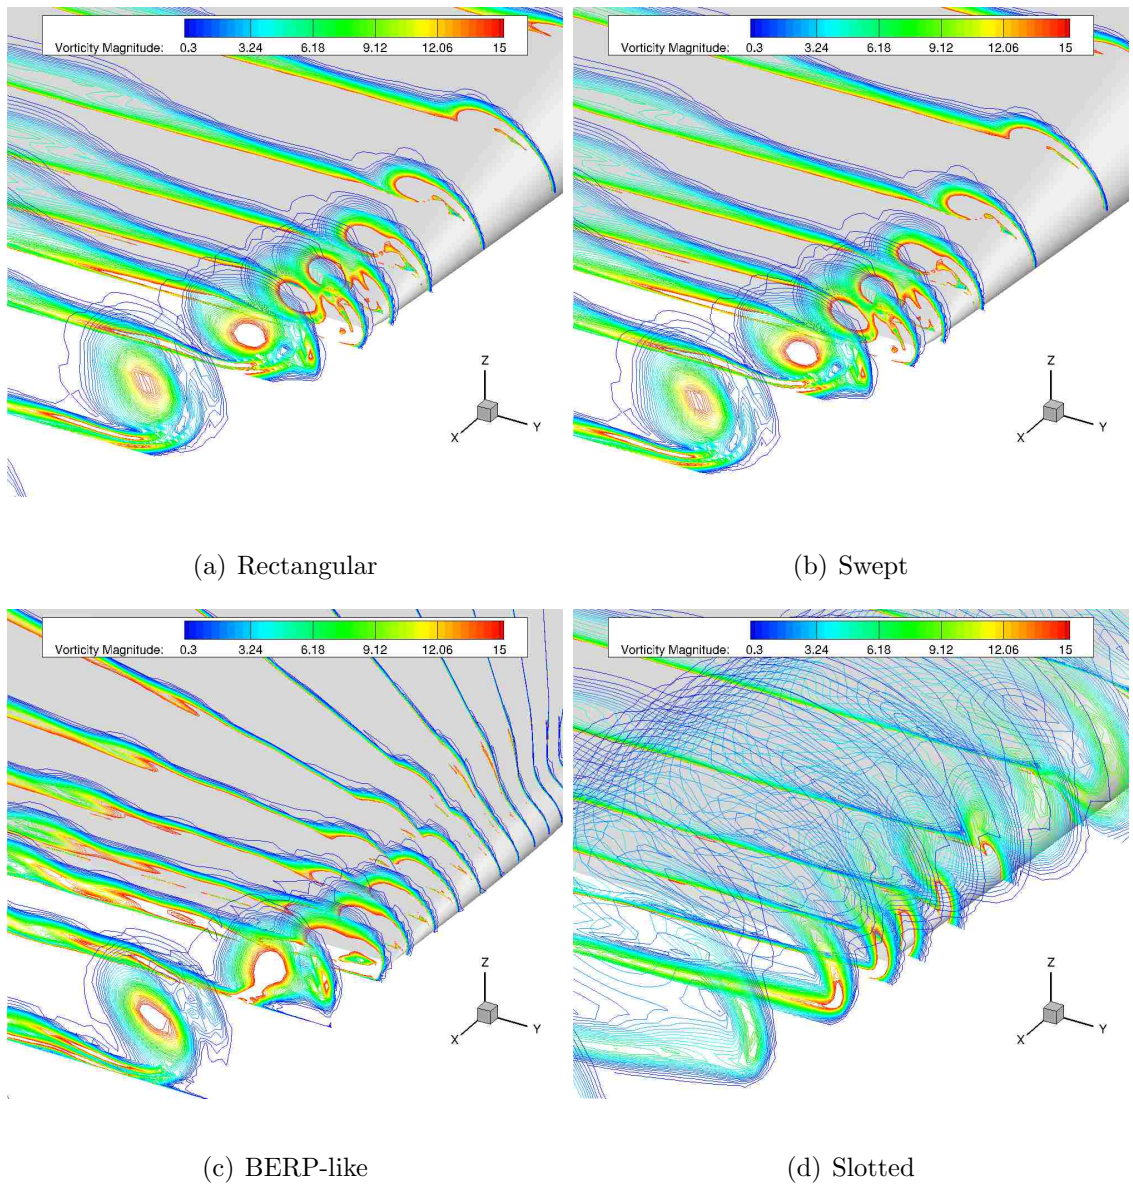 Vorticity Magnitude: 0.3 3.24 6.18 9.12 12.06 15
Z
X
Y
(a) Rectangular
Vorticity Magnitude: 0.3 3.24 6.18 9.12 12.06 15
Z
X
Y
(b) Swept
Vorticity Magnitude: 0.3 3.24 6.18 9.12 12.06 15
Z
X
Y
(c) BERP-like
Vorticity Magnitude: 0.3 3.24 6.18 9.12 12.06 15
Z
X
Y
(d) Slotted